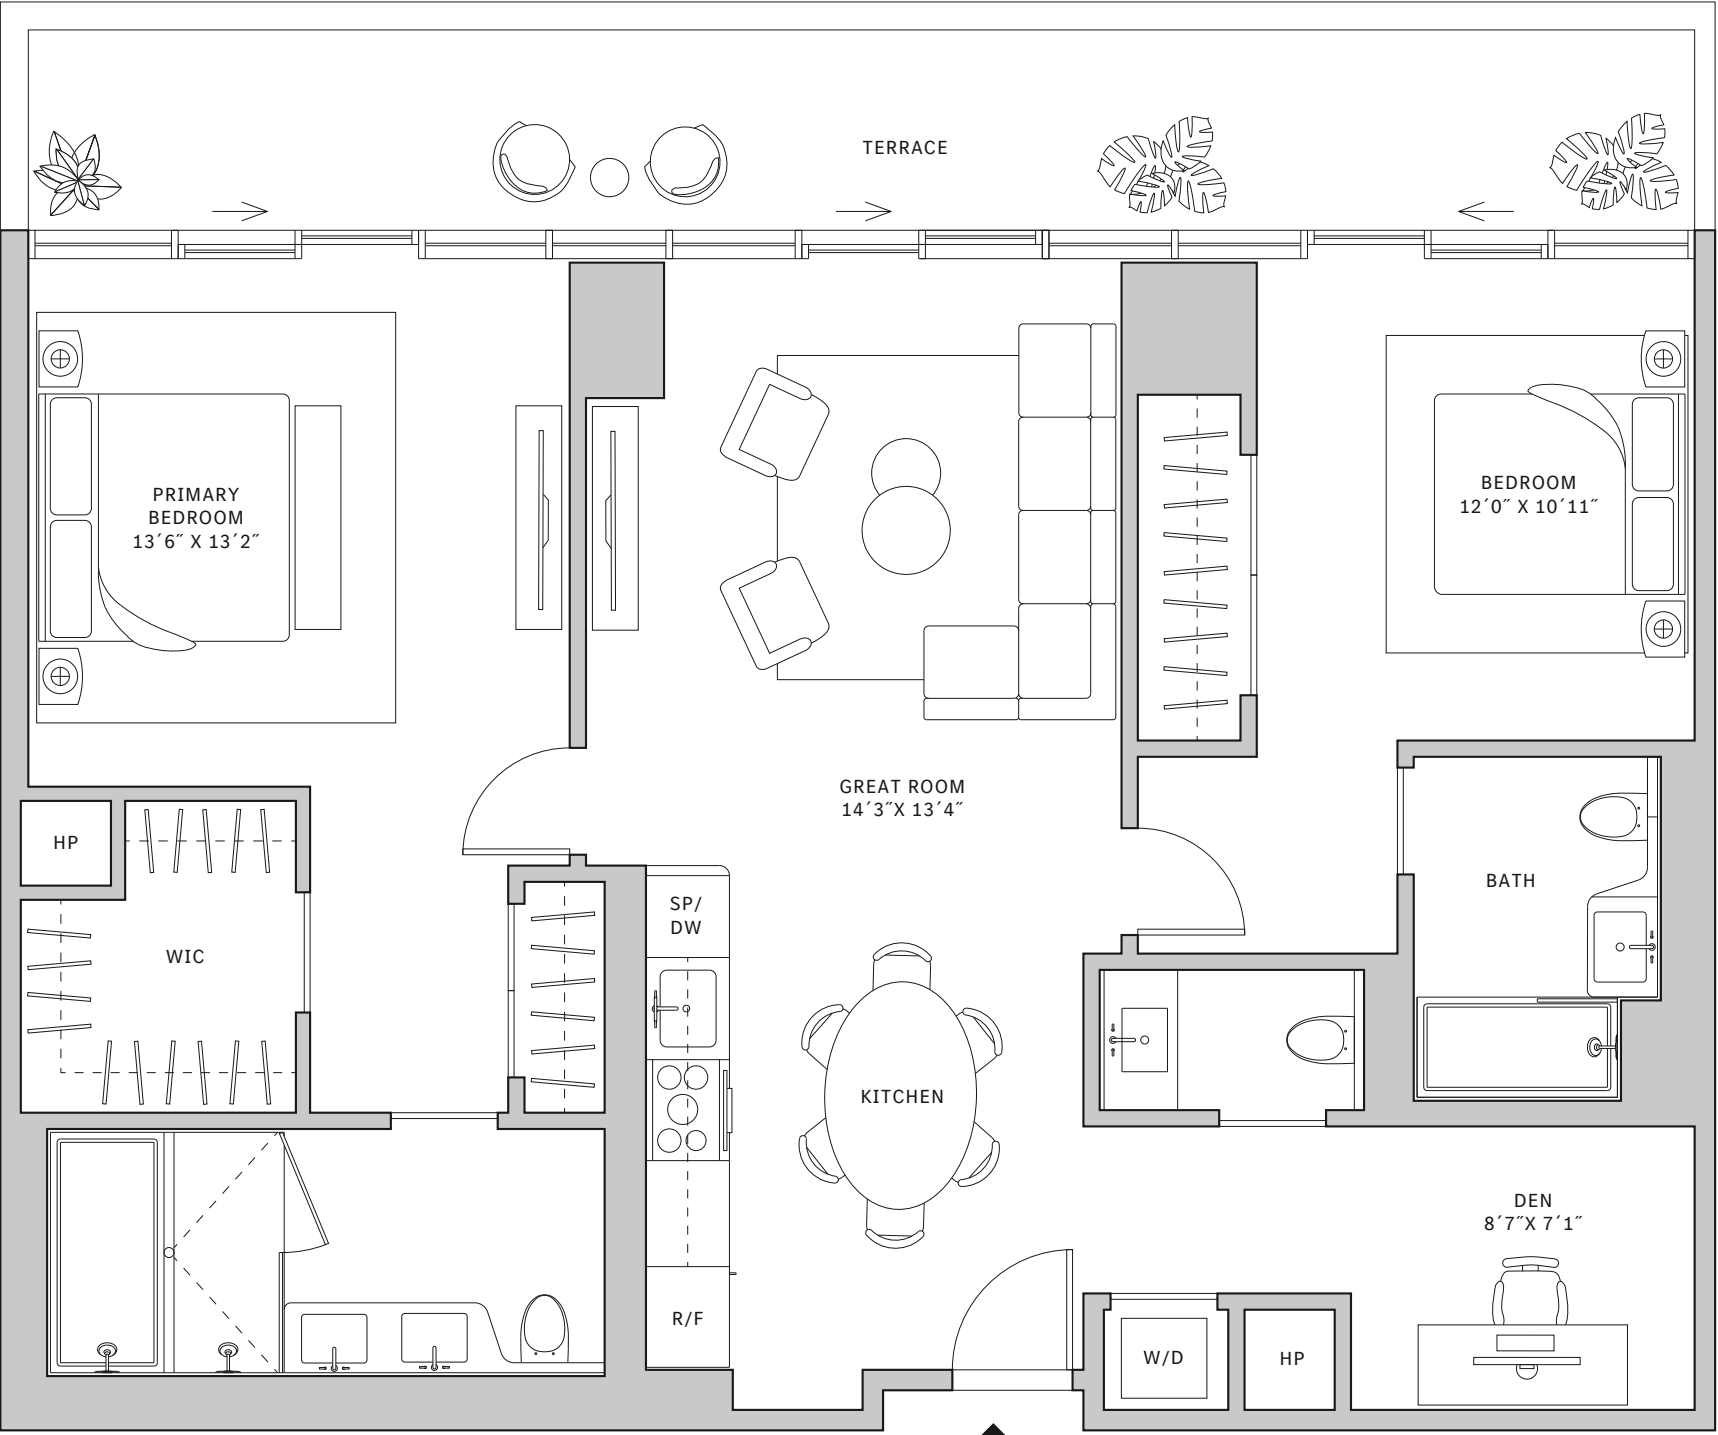 TERRACE
PRIMARY
BEDROOM
13′6″ X 13′2″
BEDROOM
12′0″ X 10′11″
GREAT ROOM
14′3″X 13′4″
HP
WIC
SP/
DW
BATH
KITCHEN
DEN
8′7″X 7′1″
R/F
W/D
HP